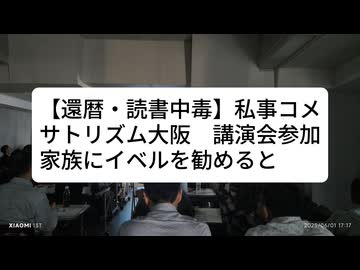 【還暦・読書中毒】私事コメ
サトリズム大阪　講演会参加
家族にイベルを勧めると
XIAOMI 15T
2025/06/01 17:17